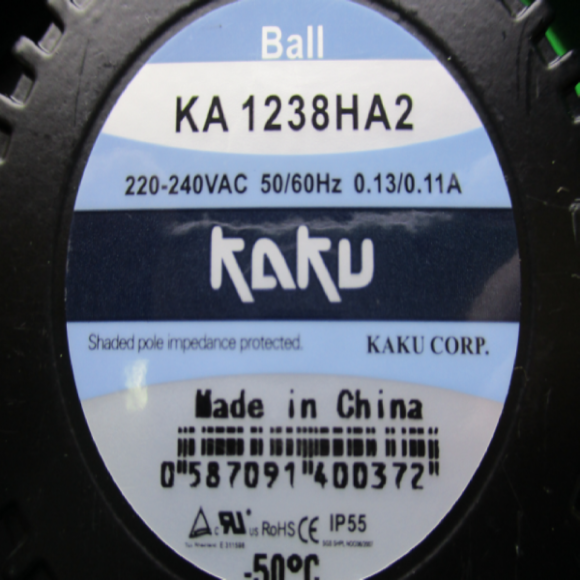 Ball
KA 1238HA2
220-240VAC 50/60Hz 0.13/0.11A
KAKU
Shaded pole impedance protected.
KAKU CORP.
Made in China
0"587091"400372"
c US RoHS CE IP55
-50°C